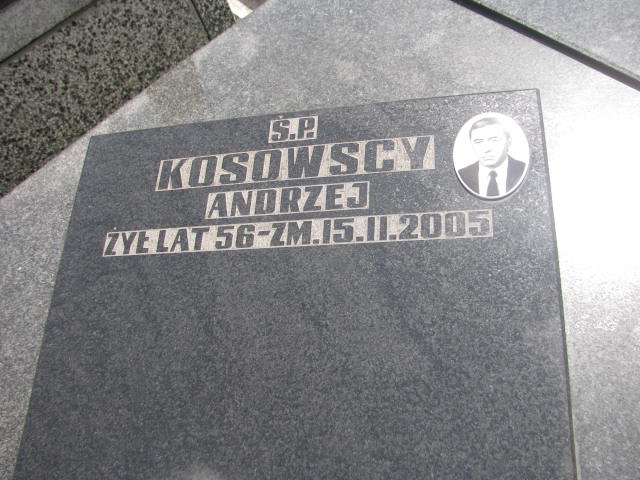 Ś.P.
KOSOWSCY
ANDRZEJ
ŻYŁ LAT 56-ZM.15.11.2005